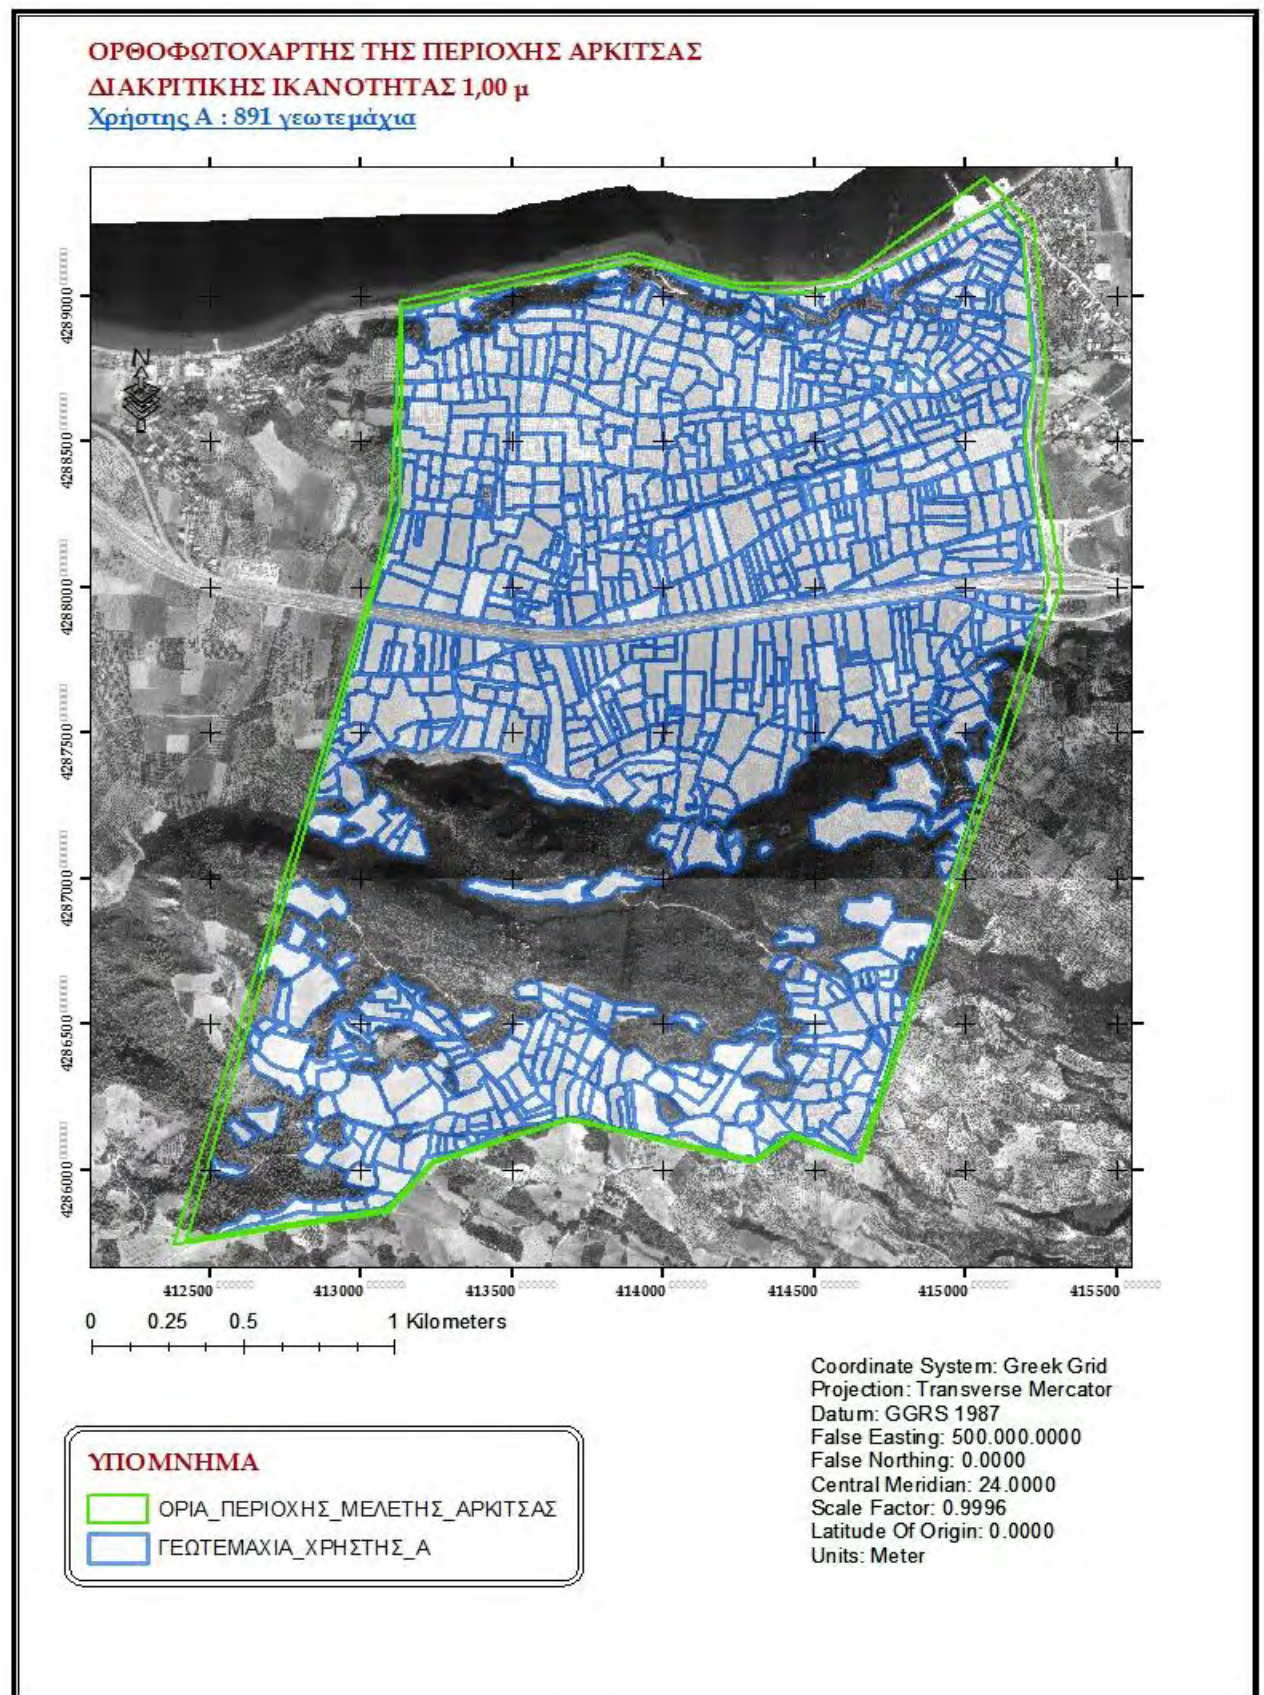 ΟΡΘΟΦΩΤΟΧΑΡΤΗΣ ΤΗΣ ΠΕΡΙΟΧΗΣ ΑΡΚΙΤΣΑΣ
ΔΙΑΚΡΙΤΙΚΗΣ ΙΚΑΝΟΤΗΤΑΣ 1,00 μ
Χρήστης Α : 891 γεωτεμάχια
4289000
4288500
4288000
4287500
4287000
4286500
4286000
N
412500 413000 413500 414000 414500 415000 415500
0 0.25 0.5 1 Kilometers
Coordinate System: Greek Grid
Projection: Transverse Mercator
Datum: GGRS 1987
False Easting: 500.000.0000
False Northing: 0.0000
Central Meridian: 24.0000
Scale Factor: 0.9996
Latitude Of Origin: 0.0000
Units: Meter
ΥΠΟΜΝΗΜΑ
ΟΡΙΑ_ΠΕΡΙΟΧΗΣ_ΜΕΛΕΤΗΣ_ΑΡΚΙΤΣΑΣ
ΓΕΩΤΕΜΑΧΙΑ_ΧΡΗΣΤΗΣ_Α